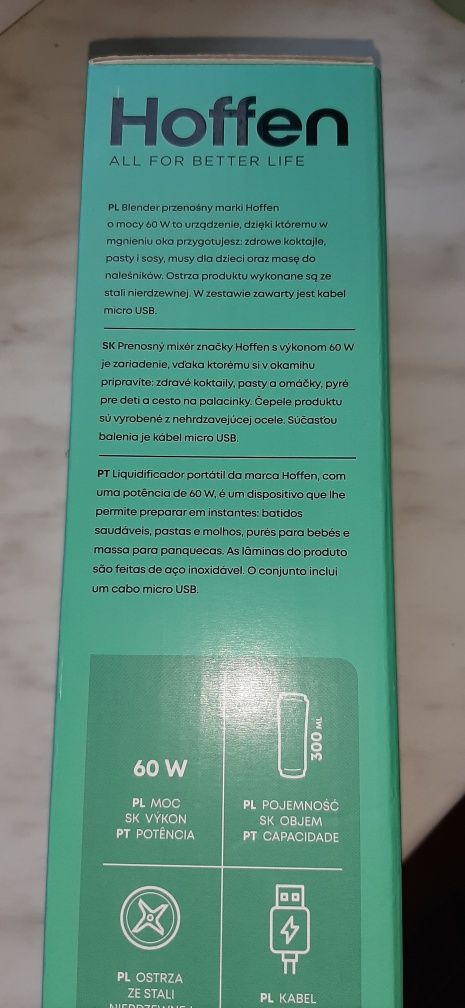 Hoffen
ALL FOR BETTER LIFE
PL Blender przenośny marki Hoffen
o mocy 60 W to urządzenie, dzięki któremu w
mgnieniu oka przygotujesz: zdrowe koktajle,
pasty i sosy, musy dla dzieci oraz masę do
naleśników. Ostrza produktu wykonane są ze
stali nierdzewnej. W zestawie zawarty jest kabel
micro USB.
SK Prenosný mixér značky Hoffen s výkonom 60 W
je zariadenie, vďaka ktorému si v okamihu
pripravíte: zdravé koktaily, pasty a omáčky, pyré
pre deti a cesto na palacinky. Čepele produktu
sú vyrobené z nehrdzavejúcej ocele. Súčasťou
balenia je kábel micro USB.
PT Liquidificador portátil da marca Hoffen, com
uma potência de 60 W, é um dispositivo que lhe
permite preparar em instantes: batidos
saudáveis, pastas e molhos, purés para bebés e
massa para panquecas. As lâminas do produto
são feitas de aço inoxidável. O conjunto inclui
um cabo micro USB.
60 W
PL MOC
SK VÝKON
PT POTÊNCIA
300 ML
PL POJEMNOŚĆ
SK OBJEM
PT CAPACIDADE
PL OSTRZA
ZE STALI
NIERDZEWNEJ
PL KABEL